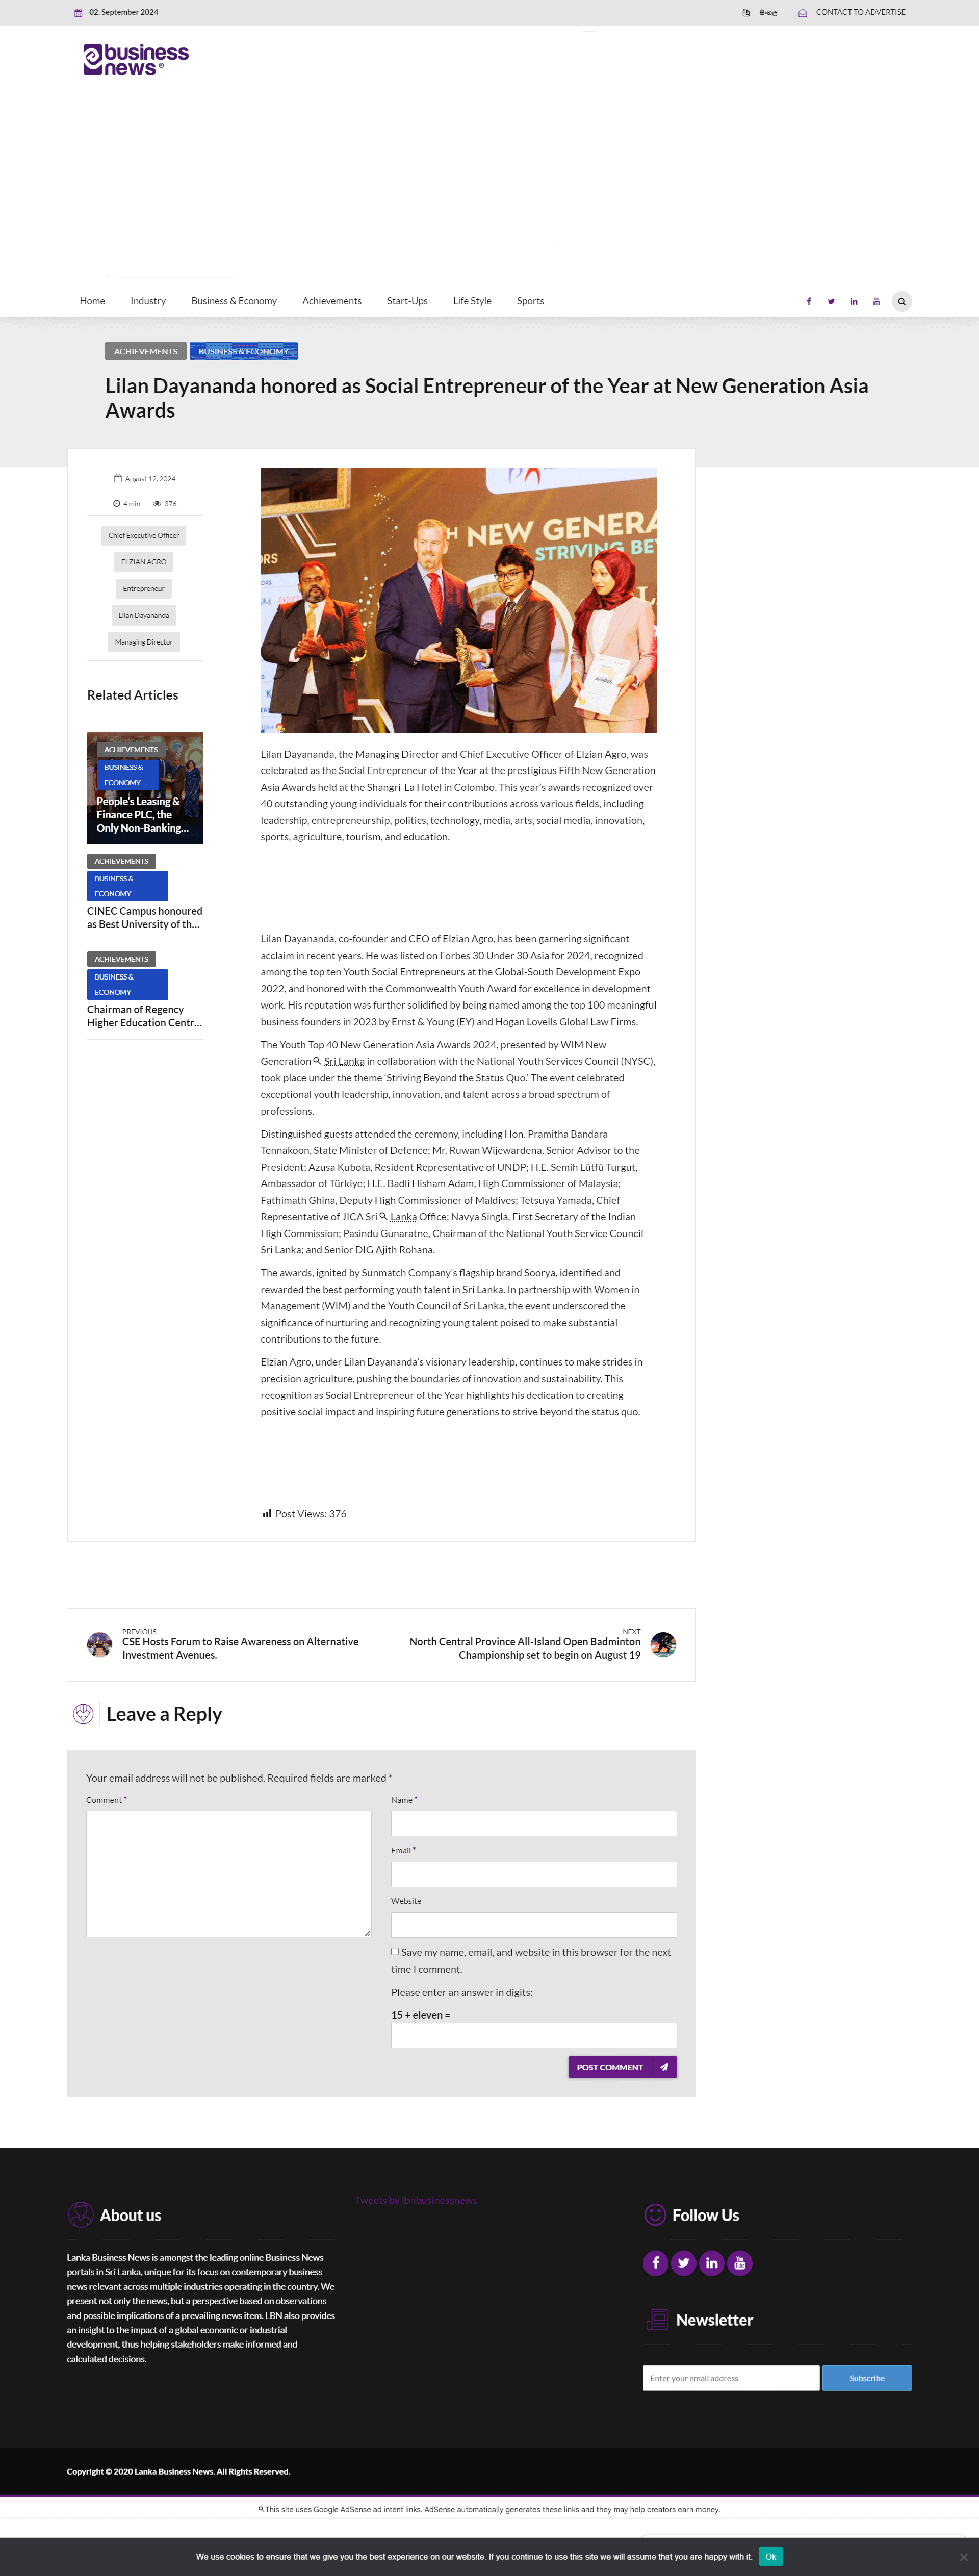 02. September 2024
සිංහල
CONTACT TO ADVERTISE
business
news®
Home
Industry
Business & Economy
Achievements
Start-Ups
Life Style
Sports
ACHIEVEMENTS
BUSINESS & ECONOMY
Lilan Dayananda honored as Social Entrepreneur of the Year at New Generation Asia
Awards
August 12, 2024
4 min
376
Chief Executive Officer
ELZIAN AGRO
Entrepreneur
Lilan Dayananda
Managing Director
Related Articles
ACHIEVEMENTS
BUSINESS &
ECONOMY
People's Leasing &
Finance PLC, the
Only Non-Banking...
ACHIEVEMENTS
BUSINESS &
ECONOMY
CINEC Campus honoured
as Best University of th...
ACHIEVEMENTS
BUSINESS &
ECONOMY
Chairman of Regency
Higher Education Centr...
NEW GENERA
STRIVING BEY
Lilan Dayananda, the Managing Director and Chief Executive Officer of Elzian Agro, was
celebrated as the Social Entrepreneur of the Year at the prestigious Fifth New Generation
Asia Awards held at the Shangri-La Hotel in Colombo. This year's awards recognized over
40 outstanding young individuals for their contributions across various fields, including
leadership, entrepreneurship, politics, technology, media, arts, social media, innovation,
sports, agriculture, tourism, and education.
Lilan Dayananda, co-founder and CEO of Elzian Agro, has been garnering significant
acclaim in recent years. He was listed on Forbes 30 Under 30 Asia for 2024, recognized
among the top ten Youth Social Entrepreneurs at the Global-South Development Expo
2022, and honored with the Commonwealth Youth Award for excellence in development
work. His reputation was further solidified by being named among the top 100 meaningful
business founders in 2023 by Ernst & Young (EY) and Hogan Lovells Global Law Firms.
The Youth Top 40 New Generation Asia Awards 2024, presented by WIM New
Generation Sri Lanka in collaboration with the National Youth Services Council (NYSC),
took place under the theme 'Striving Beyond the Status Quo.' The event celebrated
exceptional youth leadership, innovation, and talent across a broad spectrum of
professions.
Distinguished guests attended the ceremony, including Hon. Pramitha Bandara
Tennakoon, State Minister of Defence; Mr. Ruwan Wijewardena, Senior Advisor to the
President; Azusa Kubota, Resident Representative of UNDP; H.E. Semih Lütfü Turgut,
Ambassador of Türkiye; H.E. Badli Hisham Adam, High Commissioner of Malaysia;
Fathimath Ghina, Deputy High Commissioner of Maldives; Tetsuya Yamada, Chief
Representative of JICA Sri Lanka Office; Navya Singla, First Secretary of the Indian
High Commission; Pasindu Gunaratne, Chairman of the National Youth Service Council
Sri Lanka; and Senior DIG Ajith Rohana.
The awards, ignited by Sunmatch Company's flagship brand Soorya, identified and
rewarded the best performing youth talent in Sri Lanka. In partnership with Women in
Management (WIM) and the Youth Council of Sri Lanka, the event underscored the
significance of nurturing and recognizing young talent poised to make substantial
contributions to the future.
Elzian Agro, under Lilan Dayananda's visionary leadership, continues to make strides in
precision agriculture, pushing the boundaries of innovation and sustainability. This
recognition as Social Entrepreneur of the Year highlights his dedication to creating
positive social impact and inspiring future generations to strive beyond the status quo.
Post Views: 376
PREVIOUS
CSE Hosts Forum to Raise Awareness on Alternative
Investment Avenues.
NEXT
North Central Province All-Island Open Badminton
Championship set to begin on August 19
Leave a Reply
Your email address will not be published. Required fields are marked *
Comment *
Name *
Email *
Website
Save my name, email, and website in this browser for the next
time I comment.
Please enter an answer in digits:
15 + eleven =
POST COMMENT
About us
Lanka Business News is amongst the leading online Business News
portals in Sri Lanka, unique for its focus on contemporary business
news relevant across multiple industries operating in the country. We
present not only the news, but a perspective based on observations
and possible implications of a prevailing news item. LBN also provides
an insight to the impact of a global economic or industrial
development, thus helping stakeholders make informed and
calculated decisions.
Tweets by lbnbusinessnews
Follow Us
Newsletter
Enter your email address
Subscribe
Copyright © 2020 Lanka Business News. All Rights Reserved.
This site uses Google AdSense ad intent links. AdSense automatically generates these links and they may help creators earn money.
We use cookies to ensure that we give you the best experience on our website. If you continue to use this site we will assume that you are happy with it.
Ok